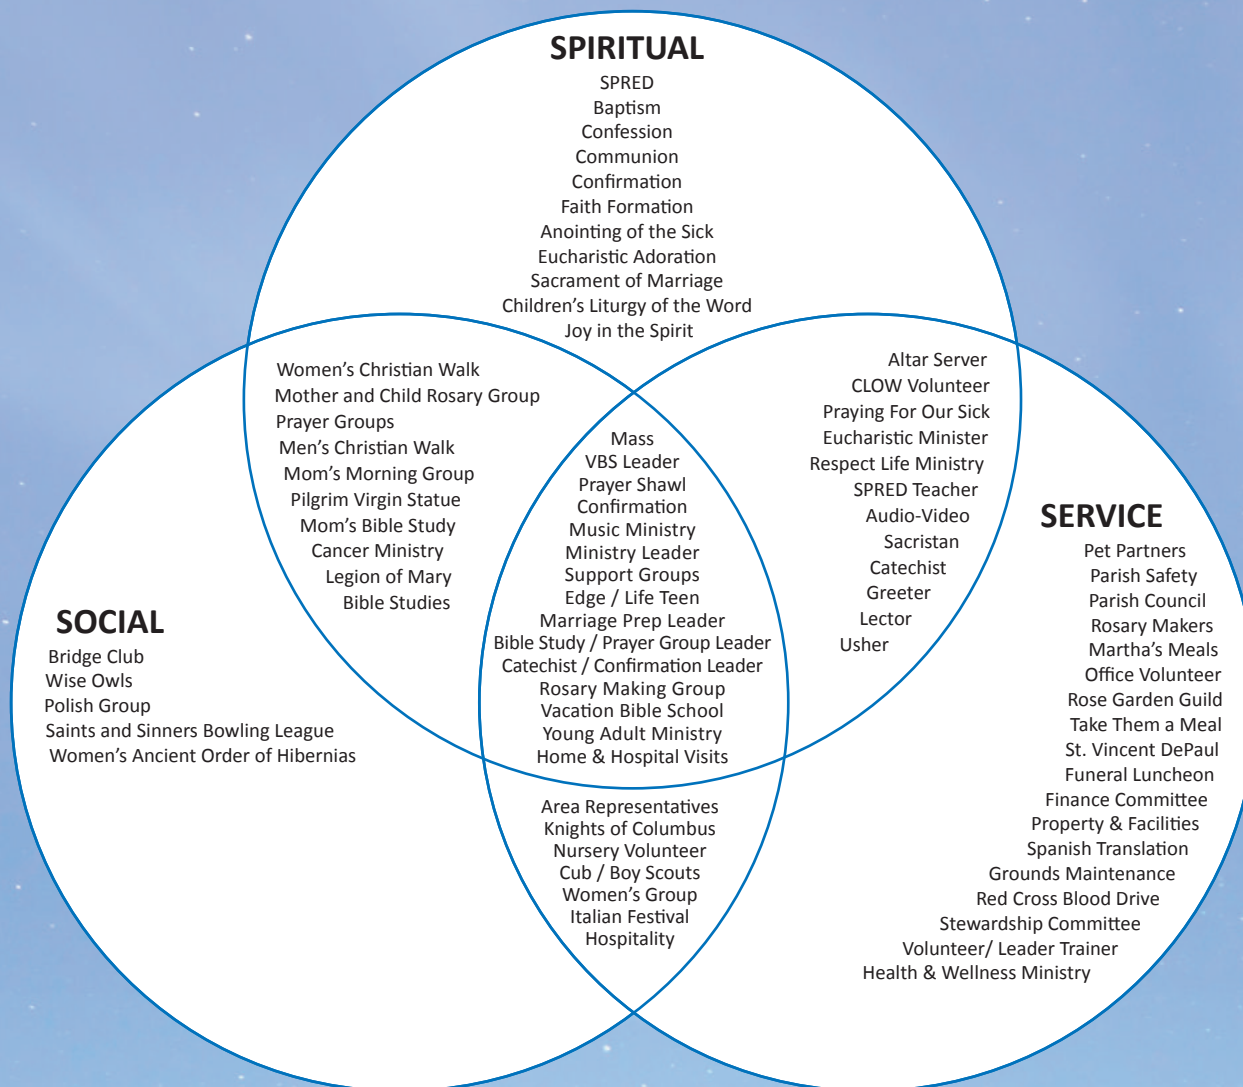 SPIRITUAL
SPRED
Baptism
Confession
Communion
Confirmation
Faith Formation
Anointing of the Sick
Eucharistic Adoration
Sacrament of Marriage
Children’s Liturgy of the Word
Joy in the Spirit
Women’s Christian Walk
Mother and Child Rosary Group
Prayer Groups
Men’s Christian Walk
Mom’s Morning Group
Pilgrim Virgin Statue
Mom’s Bible Study
Cancer Ministry
Legion of Mary
Bible Studies
Mass
VBS Leader
Prayer Shawl
Confirmation
Music Ministry
Ministry Leader
Support Groups
Edge / Life Teen
Marriage Prep Leader
Bible Study / Prayer Group Leader
Catechist / Confirmation Leader
Rosary Making Group
Vacation Bible School
Young Adult Ministry
Home & Hospital Visits
Altar Server
CLOW Volunteer
Praying For Our Sick
Eucharistic Minister
Respect Life Ministry
SPRED Teacher
Audio-Video
Sacristan
Catechist
Greeter
Lector
Usher
SOCIAL
Bridge Club
Wise Owls
Polish Group
Saints and Sinners Bowling League
Women’s Ancient Order of Hibernias
Area Representatives
Knights of Columbus
Nursery Volunteer
Cub / Boy Scouts
Women’s Group
Italian Festival
Hospitality
SERVICE
Pet Partners
Parish Safety
Parish Council
Rosary Makers
Martha’s Meals
Office Volunteer
Rose Garden Guild
Take Them a Meal
St. Vincent DePaul
Funeral Luncheon
Finance Committee
Property & Facilities
Spanish Translation
Grounds Maintenance
Red Cross Blood Drive
Stewardship Committee
Volunteer/ Leader Trainer
Health & Wellness Ministry